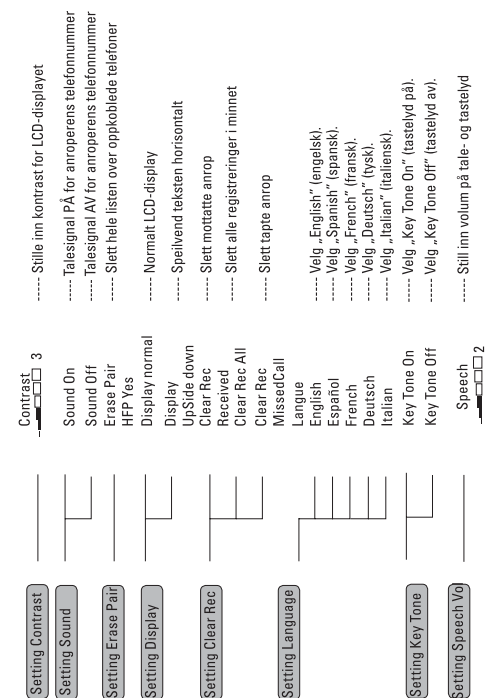 Setting Contrast
Contrast
3
----- Stille inn kontrast for LCD-displayet
Setting Sound
Sound On
----- Talesignal PÅ for anroperens telefonnummer
Sound Off
----- Talesignal AV for anroperens telefonnummer
Setting Erase Pair
Erase Pair
HFP Yes
----- Slett hele listen over oppkoblede telefoner
Setting Display
Display normal
----- Normalt LCD-display
Display
UpSide down
----- Speilvend teksten horisontalt
Setting Clear Rec
Clear Rec
Received
----- Slett mottatte anrop
Clear Rec All
----- Slett alle registreringer i minnet
Clear Rec
MissedCall
----- Slett tapte anrop
Setting Language
Langue
English
----- Velg „English" (engelsk).
Español
----- Velg „Spanish" (spansk).
French
----- Velg „French" (fransk).
Deutsch
----- Velg „Deutsch" (tysk).
Italian
----- Velg „Italian" (italiensk).
Setting Key Tone
Key Tone On
----- Velg „Key Tone On" (tastelyd på).
Key Tone Off
----- Velg „Key Tone Off" (tastelyd av).
Setting Speech Vol
Speech
2
----- Still inn volum på tale- og tastelyd